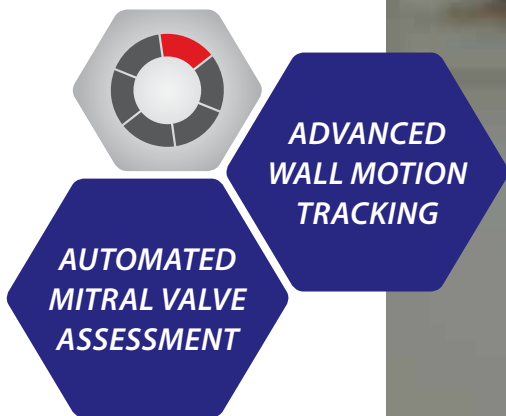 ADVANCED
WALL MOTION
TRACKING
AUTOMATED
MITRAL VALVE
ASSESSMENT